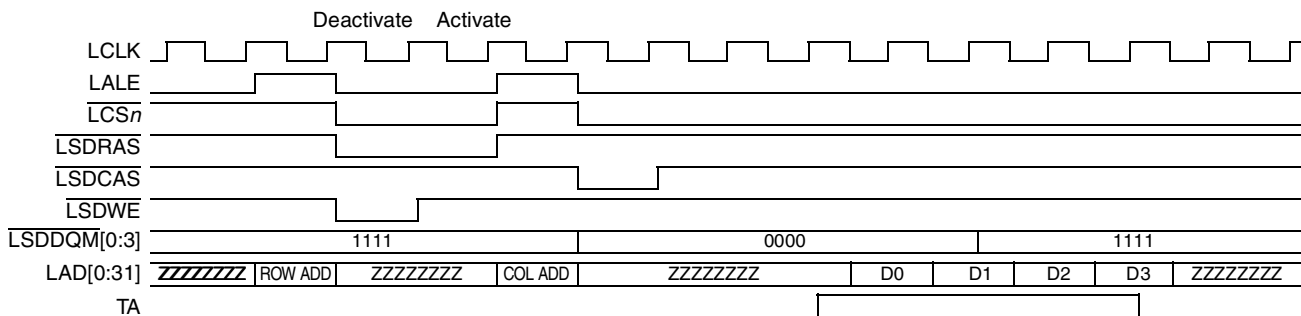 Deactivate Activate
LCLK
LALE
LCSn
LSDRAS
LSDCAS
LSDWE
LSDDQM[0:3] 1111 0000 1111
LAD[0:31] ZZZZZZZZ ROW ADD ZZZZZZZZ COL ADD ZZZZZZZZ D0 D1 D2 D3 ZZZZZZZZ
TA